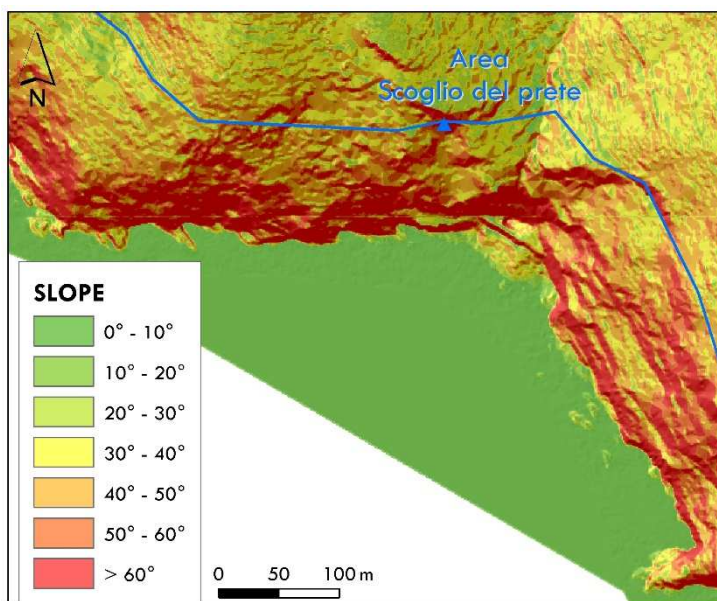 N
Area
Scoglio del prete
SLOPE
0° - 10°
10° - 20°
20° - 30°
30° - 40°
40° - 50°
50° - 60°
> 60°
0 50 100 m